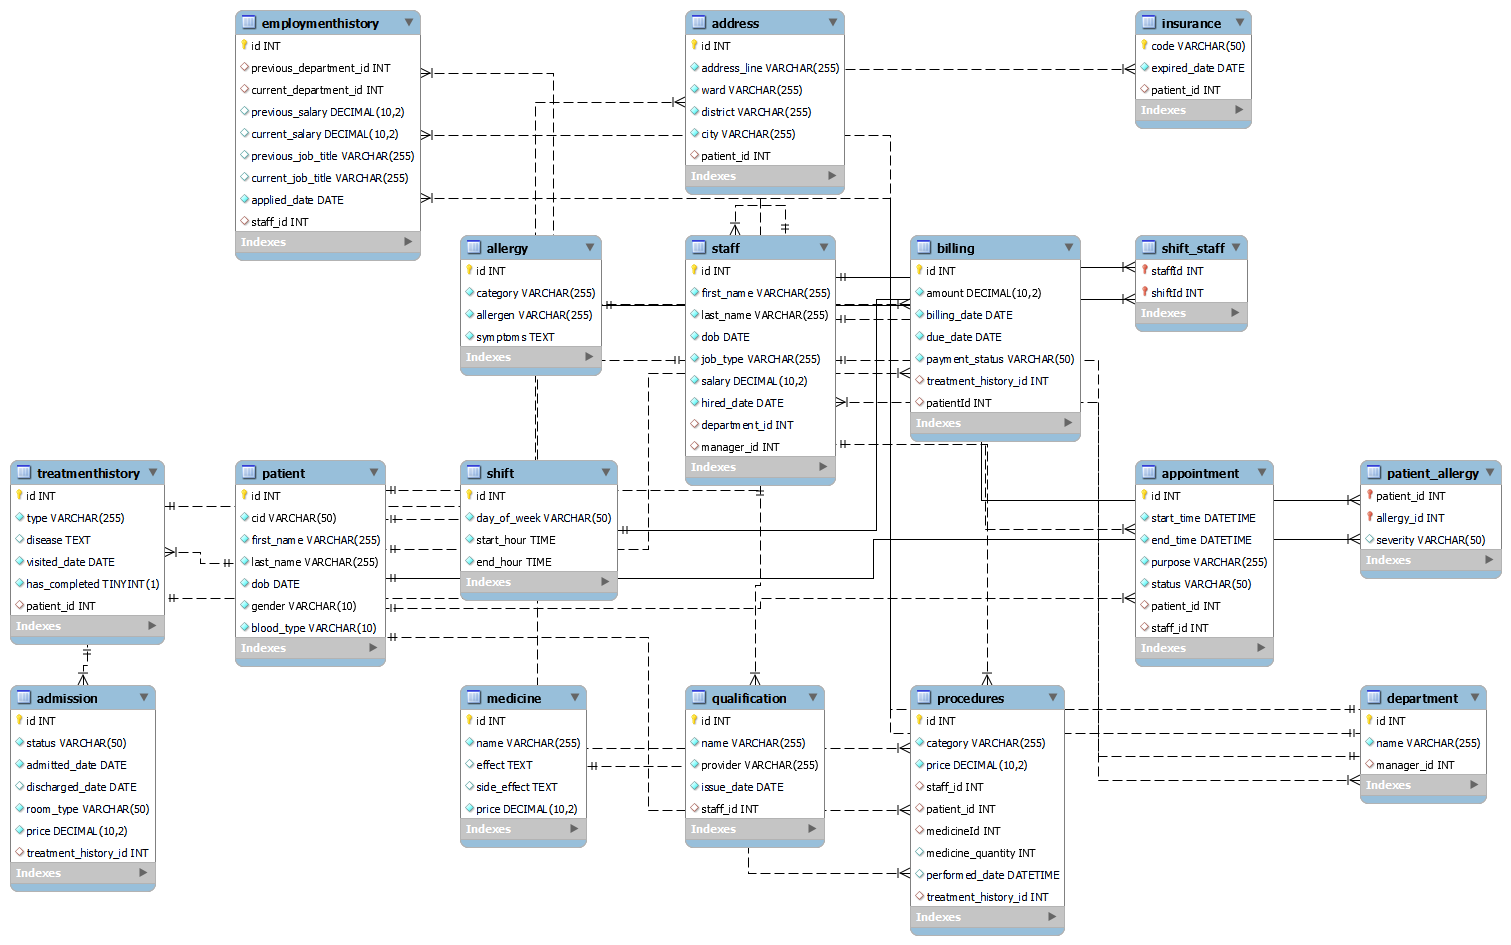 employmenthistory
id INT
previous_department_id INT
current_department_id INT
previous_salary DECIMAL(10,2)
current_salary DECIMAL(10,2)
previous_job_title VARCHAR(255)
current_job_title VARCHAR(255)
applied_date DATE
staff_id INT
Indexes
address
id INT
address_line VARCHAR(255)
ward VARCHAR(255)
district VARCHAR(255)
city VARCHAR(255)
patient_id INT
Indexes
insurance
code VARCHAR(50)
expired_date DATE
patient_id INT
Indexes
allergy
id INT
category VARCHAR(255)
allergen VARCHAR(255)
symptoms TEXT
Indexes
staff
id INT
first_name VARCHAR(255)
last_name VARCHAR(255)
dob DATE
job_type VARCHAR(255)
salary DECIMAL(10,2)
hired_date DATE
department_id INT
manager_id INT
Indexes
billing
id INT
amount DECIMAL(10,2)
billing_date DATE
due_date DATE
payment_status VARCHAR(50)
treatment_history_id INT
patientId INT
Indexes
shift_staff
staffId INT
shiftId INT
Indexes
treatmenthistory
id INT
type VARCHAR(255)
disease TEXT
visited_date DATE
has_completed TINYINT(1)
patient_id INT
Indexes
patient
id INT
cid VARCHAR(50)
first_name VARCHAR(255)
last_name VARCHAR(255)
dob DATE
gender VARCHAR(10)
blood_type VARCHAR(10)
Indexes
shift
id INT
day_of_week VARCHAR(50)
start_hour TIME
end_hour TIME
Indexes
appointment
id INT
start_time DATETIME
end_time DATETIME
purpose VARCHAR(255)
status VARCHAR(50)
patient_id INT
staff_id INT
Indexes
patient_allergy
patient_id INT
allergy_id INT
severity VARCHAR(50)
Indexes
admission
id INT
status VARCHAR(50)
admitted_date DATE
discharged_date DATE
room_type VARCHAR(50)
price DECIMAL(10,2)
treatment_history_id INT
Indexes
medicine
id INT
name VARCHAR(255)
effect TEXT
side_effect TEXT
price DECIMAL(10,2)
Indexes
qualification
id INT
name VARCHAR(255)
provider VARCHAR(255)
issue_date DATE
staff_id INT
Indexes
procedures
id INT
category VARCHAR(255)
price DECIMAL(10,2)
staff_id INT
patient_id INT
medicineId INT
medicine_quantity INT
performed_date DATETIME
treatment_history_id INT
Indexes
department
id INT
name VARCHAR(255)
manager_id INT
Indexes